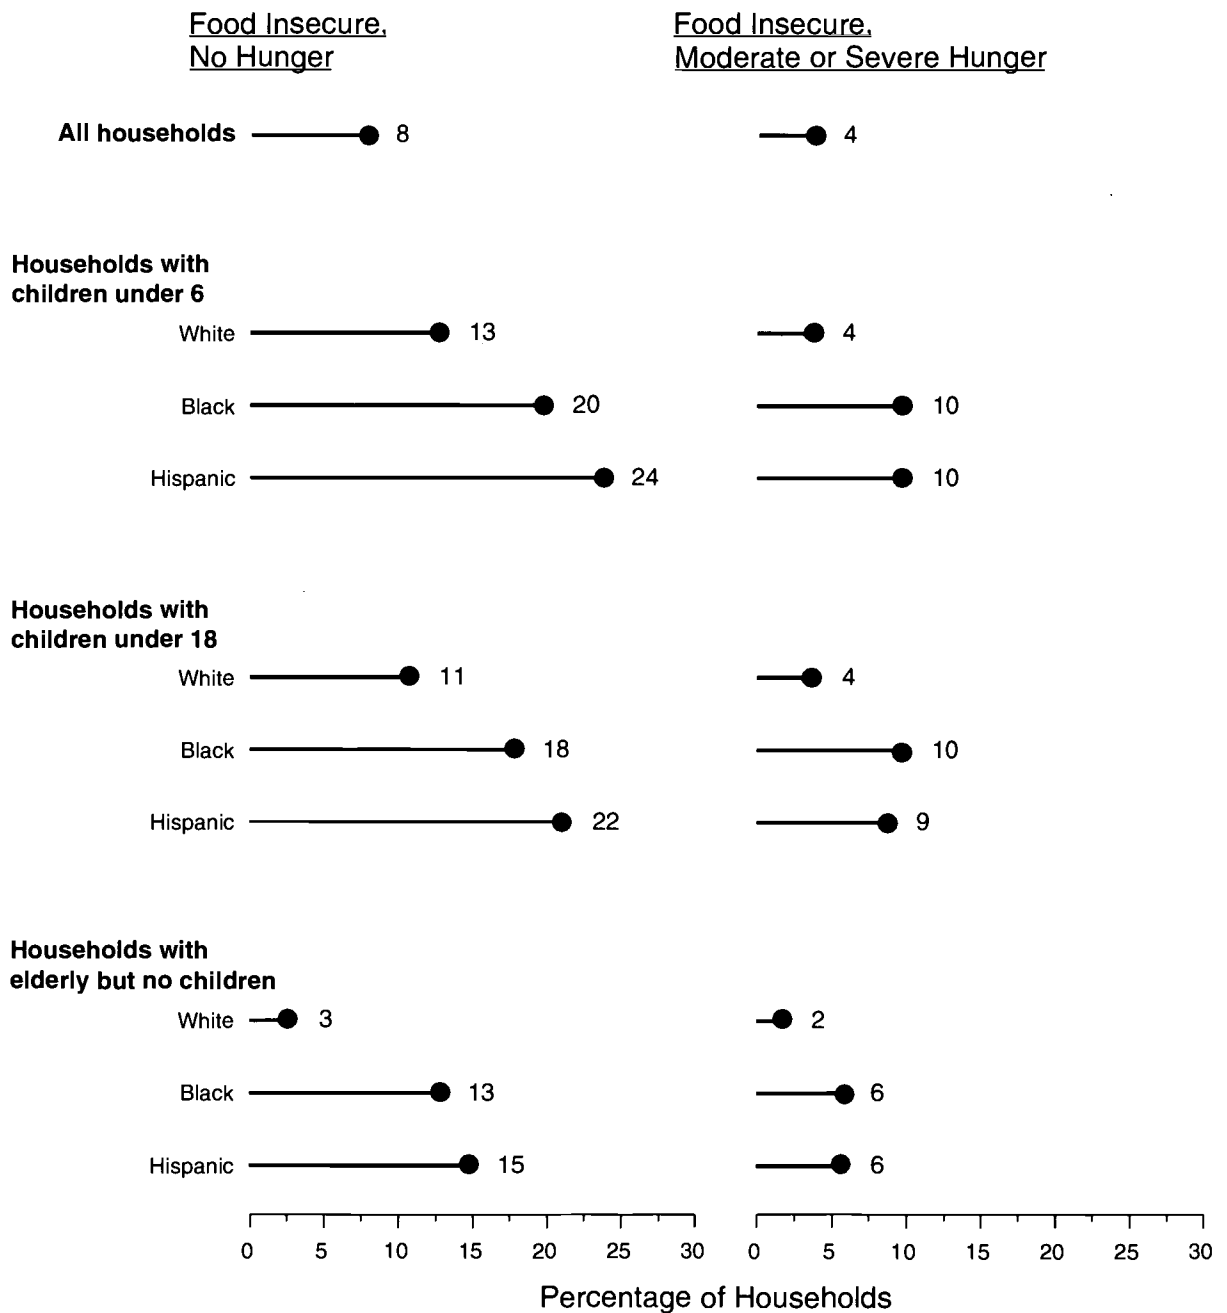 Food Insecure,
No Hunger
Food Insecure,
Moderate or Severe Hunger
All households 8 4
Households with
children under 6
White 13 4
Black 20 10
Hispanic 24 10
Households with
children under 18
White 11 4
Black 18 10
Hispanic 22 9
Households with
elderly but no children
White 3 2
Black 13 6
Hispanic 15 6
0 5 10 15 20 25 30 0 5 10 15 20 25 30
Percentage of Households